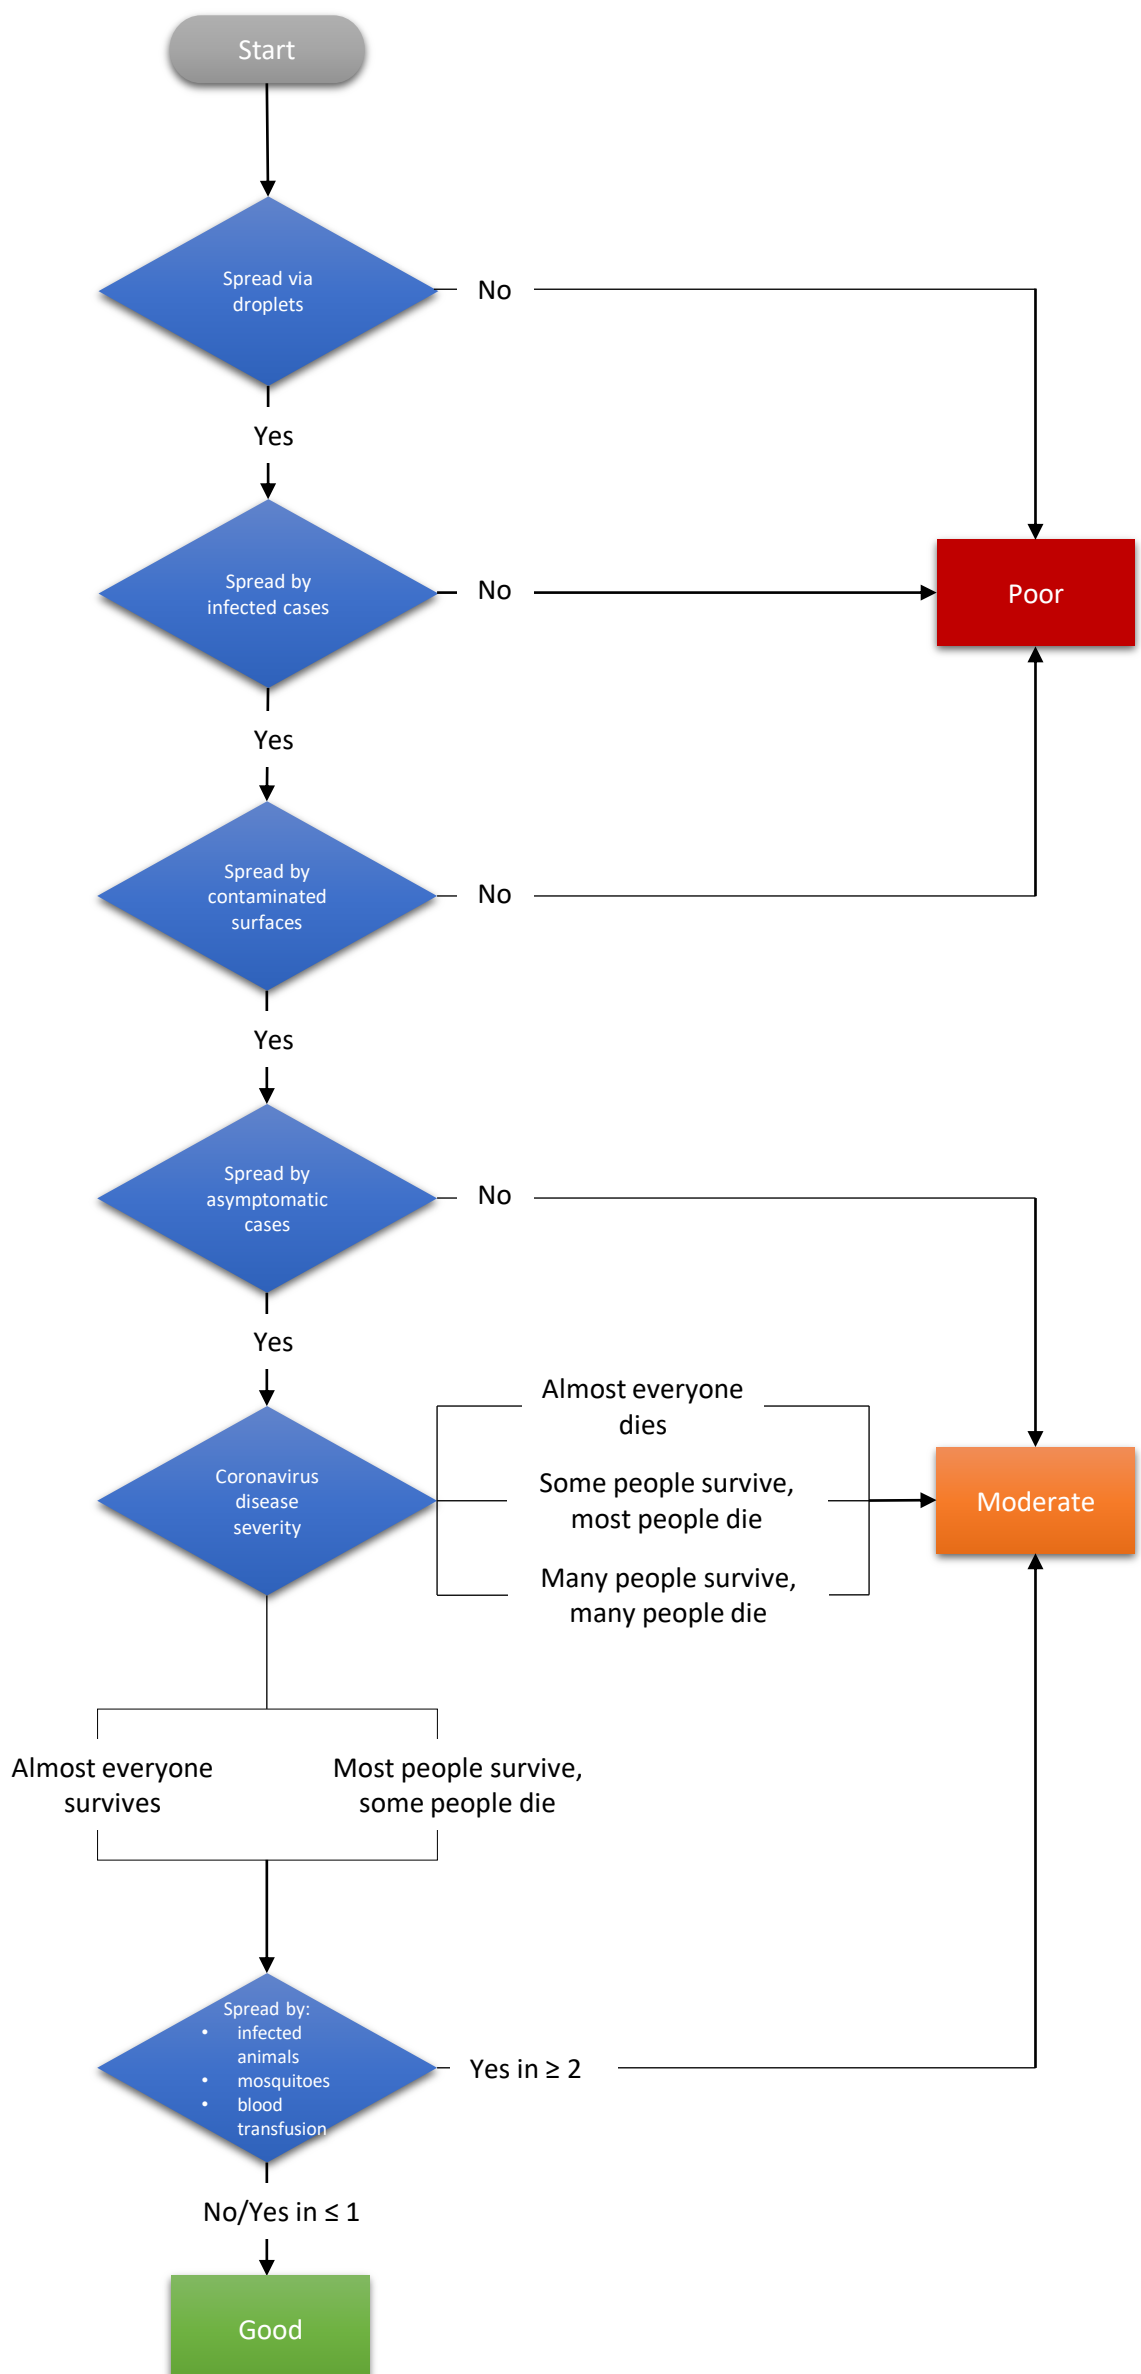 Start
Spread via
droplets
No
Yes
Spread by
infected cases
No
Poor
Yes
Spread by
contaminated
surfaces
No
Yes
Spread by
asymptomatic
cases
No
Yes
Coronavirus
disease
severity
Almost everyone
dies
Some people survive,
most people die
Many people survive,
many people die
Moderate
Almost everyone
survives
Most people survive,
some people die
Spread by:
• infected
animals
• mosquitoes
• blood
transfusion
Yes in ≥ 2
No/Yes in ≤ 1
Good